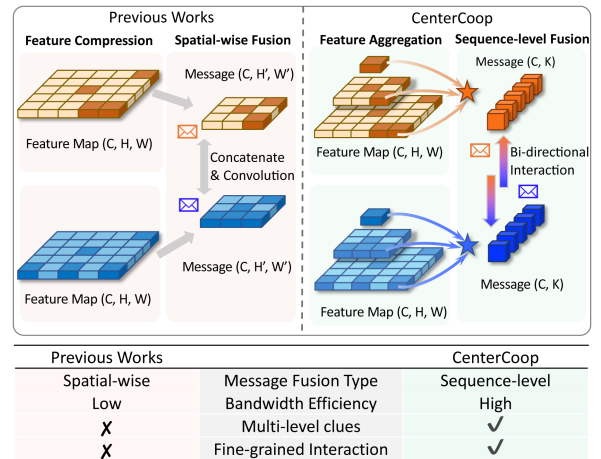 Previous Works
CenterCoop
Feature Compression
Spatial-wise Fusion
Feature Aggregation
Sequence-level Fusion
Message (C, H', W')
Message (C, K)
Feature Map (C, H, W)
Feature Map (C, H, W)
Concatenate
& Convolution
Bi-directional
Interaction
Message (C, H', W')
Message (C, K)
Feature Map (C, H, W)
Feature Map (C, H, W)
Previous Works
CenterCoop
Spatial-wise
Message Fusion Type
Sequence-level
Low
Bandwidth Efficiency
High
✗
Multi-level clues
✓
✗
Fine-grained Interaction
✓